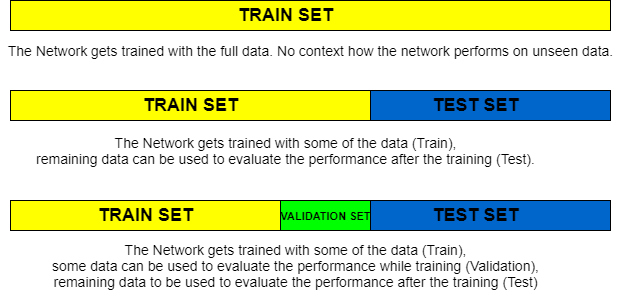 TRAIN SET
The Network gets trained with the full data. No context how the network performs on unseen data.
TRAIN SET TEST SET
The Network gets trained with some of the data (Train),
remaining data can be used to evaluate the performance after the training (Test).
TRAIN SET VALIDATION SET TEST SET
The Network gets trained with some of the data (Train),
some data can be used to evaluate the performance while training (Validation),
remaining data to be used to evaluate the performance after the training (Test)